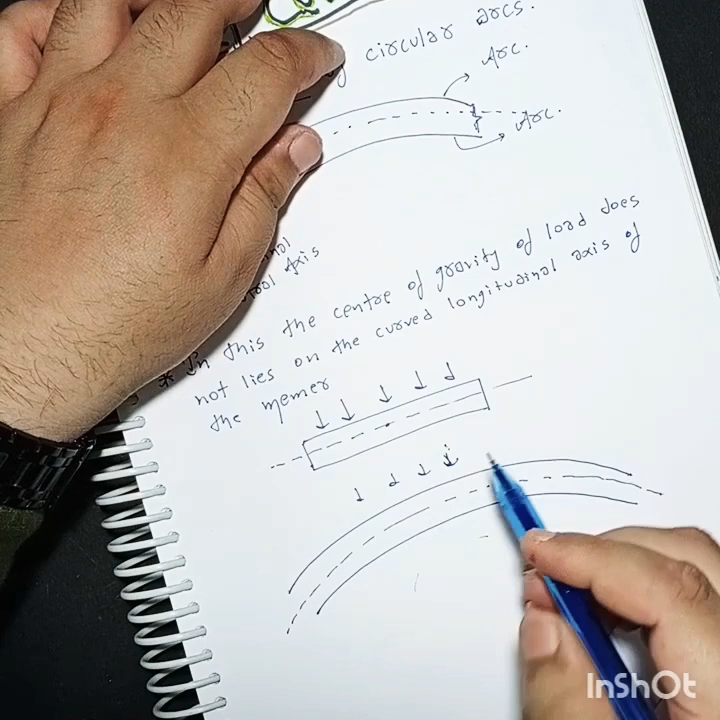 circular arcs.
Arc.
Arc.
Axis
* In this the centre of gravity of load does
not lies on the curved longitudinal axis of
the memer
InShOt